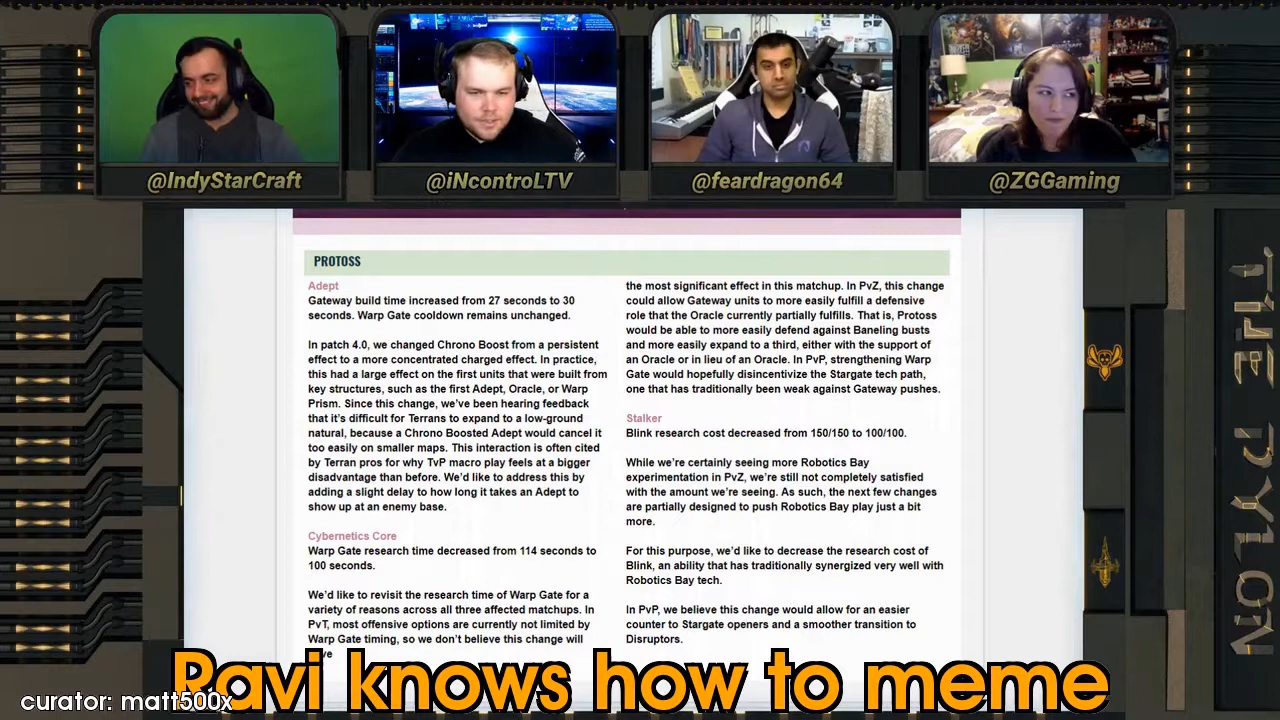 @IndyStarCraft
@iNcontroLTV
@feardragon64
@ZGGaming
PROTOSS
Adept
Gateway build time increased from 27 seconds to 30
seconds. Warp Gate cooldown remains unchanged.
In patch 4.0, we changed Chrono Boost from a persistent
effect to a more concentrated charged effect. In practice,
this had a large effect on the first units that were built from
key structures, such as the first Adept, Oracle, or Warp
Prism. Since this change, we've been hearing feedback
that it's difficult for Terrans to expand to a low-ground
natural, because a Chrono Boosted Adept would cancel it
too easily on smaller maps. This interaction is often cited
by Terran pros for why TvP macro play feels at a bigger
disadvantage than before. We'd like to address this by
adding a slight delay to how long it takes an Adept to
show up at an enemy base.
Cybernetics Core
Warp Gate research time decreased from 114 seconds to
100 seconds.
We'd like to revisit the research time of Warp Gate for a
variety of reasons across all three affected matchups. In
PvT, most offensive options are currently not limited by
Warp Gate timing, so we don't believe this change will
the most significant effect in this matchup. In PvZ, this change
could allow Gateway units to more easily fulfill a defensive
role that the Oracle currently partially fulfills. That is, Protoss
would be able to more easily defend against Baneling busts
and more easily expand to a third, either with the support of
an Oracle or in lieu of an Oracle. In PvP, strengthening Warp
Gate would hopefully disincentivize the Stargate tech path,
one that has traditionally been weak against Gateway pushes.
Stalker
Blink research cost decreased from 150/150 to 100/100.
While we're certainly seeing more Robotics Bay
experimentation in PvZ, we're still not completely satisfied
with the amount we're seeing. As such, the next few changes
are partially designed to push Robotics Bay play just a bit
more.
For this purpose, we'd like to decrease the research cost of
Blink, an ability that has traditionally synergized very well with
Robotics Bay tech.
In PvP, we believe this change would allow for an easier
counter to Stargate openers and a smoother transition to
Disruptors.
THE PYLON
Ravi knows how to meme
curator: matt500x